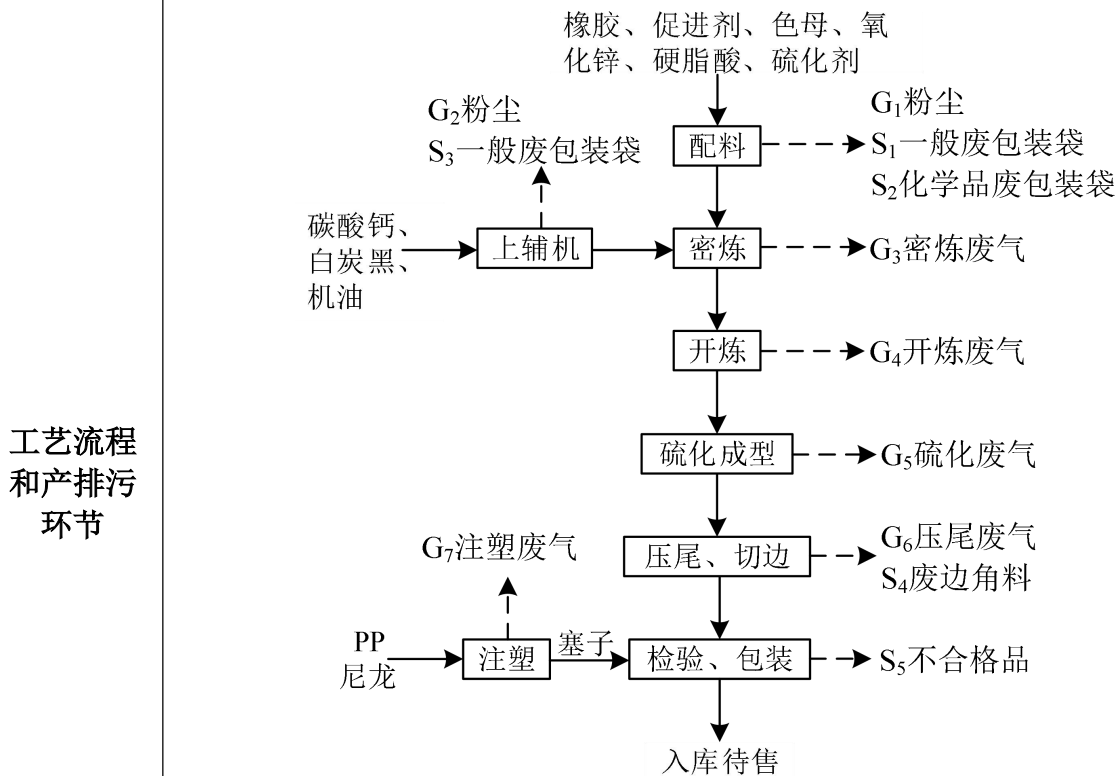 工艺流程
和产排污
环节
橡胶、促进剂、色母、氧
化锌、硬脂酸、硫化剂
G₂粉尘
S₃一般废包装袋
配料
G₁粉尘
S₁一般废包装袋
S₂化学品废包装袋
碳酸钙、
白炭黑、
机油
上辅机
密炼
G₃密炼废气
开炼
G₄开炼废气
硫化成型
G₅硫化废气
G₇注塑废气
压尾、切边
G₆压尾废气
S₄废边角料
PP
尼龙
注塑
塞子
检验、包装
S₅不合格品
入库待售